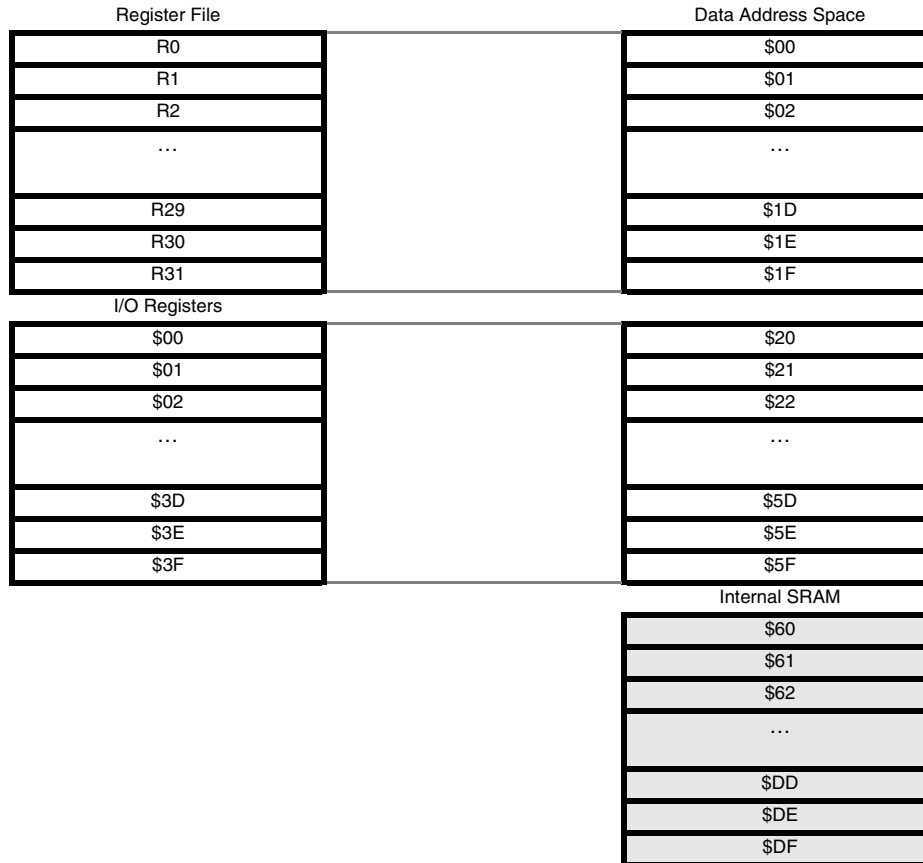 Register File Data Address Space
R0 $00
R1 $01
R2 $02
... ...
R29 $1D
R30 $1E
R31 $1F
I/O Registers
$00 $20
$01 $21
$02 $22
... ...
$3D $5D
$3E $5E
$3F $5F
Internal SRAM
$60
$61
$62
...
$DD
$DE
$DF